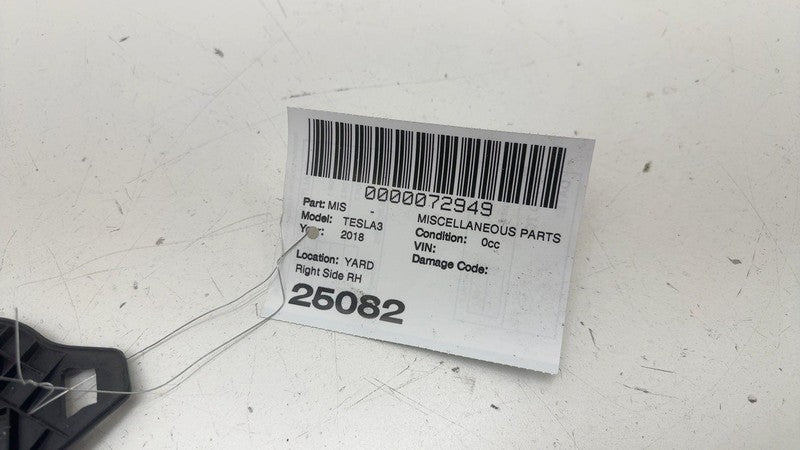 0000072949
Part: MIS -
MISCELLANEOUS PARTS
Model: TESLA3
Condition: 0cc
Year: 2018
VIN:
Damage Code:
Location: YARD
Right Side RH
25082